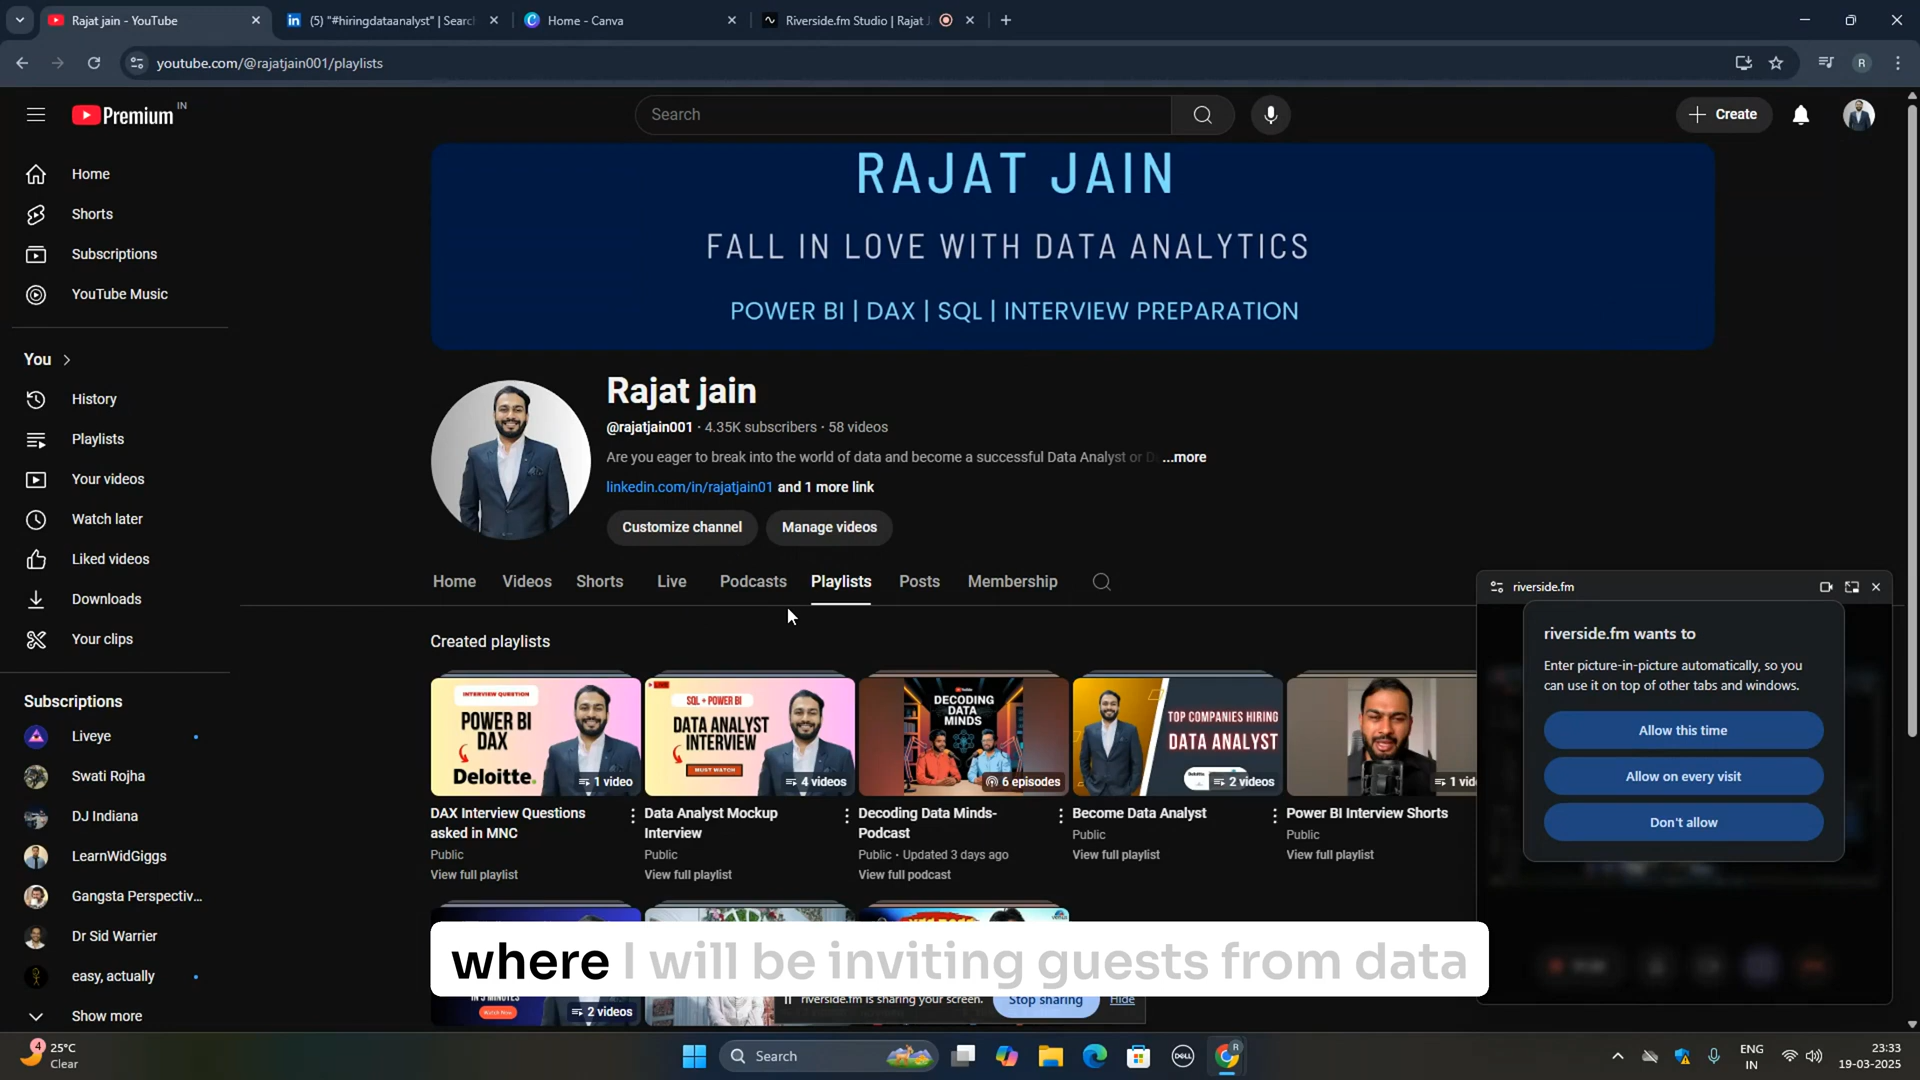 Rajat jain - YouTube
(5) "#hiringdataanalyst" | Searc
Home - Canva
Riverside.fm Studio | Rajat J
youtube.com/@rajatjain001/playlists
R
Premium IN
Search
Create
Home
Shorts
Subscriptions
YouTube Music
You
History
Playlists
Your videos
Watch later
Liked videos
Downloads
Your clips
Subscriptions
Liveye
Swati Rojha
DJ Indiana
LearnWidGiggs
Gangsta Perspectiv...
Dr Sid Warrier
easy, actually
Show more
RAJAT JAIN
FALL IN LOVE WITH DATA ANALYTICS
POWER BI | DAX | SQL | INTERVIEW PREPARATION
Rajat jain
@rajatjain001 · 4.35K subscribers · 58 videos
Are you eager to break into the world of data and become a successful Data Analyst or D ...more
linkedin.com/in/rajatjain01 and 1 more link
Customize channel
Manage videos
Home
Videos
Shorts
Live
Podcasts
Playlists
Posts
Membership
Created playlists
INTERVIEW QUESTION
POWER BI
DAX
Deloitte.
1 video
DAX Interview Questions
asked in MNC
Public
View full playlist
LIVE
SQL + POWER BI
DATA ANALYST
INTERVIEW
MUST WATCH
4 videos
Data Analyst Mockup
Interview
Public
View full playlist
YouTube
DECODING
DATA
MINDS
6 episodes
Decoding Data Minds-
Podcast
Public · Updated 3 days ago
View full podcast
TOP COMPANIES HIRING
DATA ANALYST
Deloitte
2 videos
Become Data Analyst
Public
View full playlist
1 vid
Power BI Interview Shorts
Public
View full playlist
riverside.fm
riverside.fm wants to
Enter picture-in-picture automatically, so you
can use it on top of other tabs and windows.
Allow this time
Allow on every visit
Don't allow
where I will be inviting guests from data
IN 5 MINUTES
Watch Now
2 videos
riverside.fm is sharing your screen.
Stop sharing
Hide
4
25°C
Clear
Search
DELL
R
ENG
IN
23:33
19-03-2025